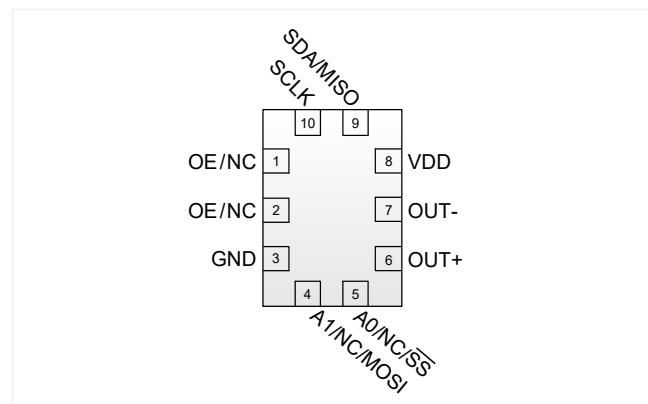 SDA/MISO
SCLK
10 9
OE/NC 1 8 VDD
OE/NC 2 7 OUT-
GND 3 6 OUT+
4 5
A1/NC/MOSI
A0/NC/S̅S̅